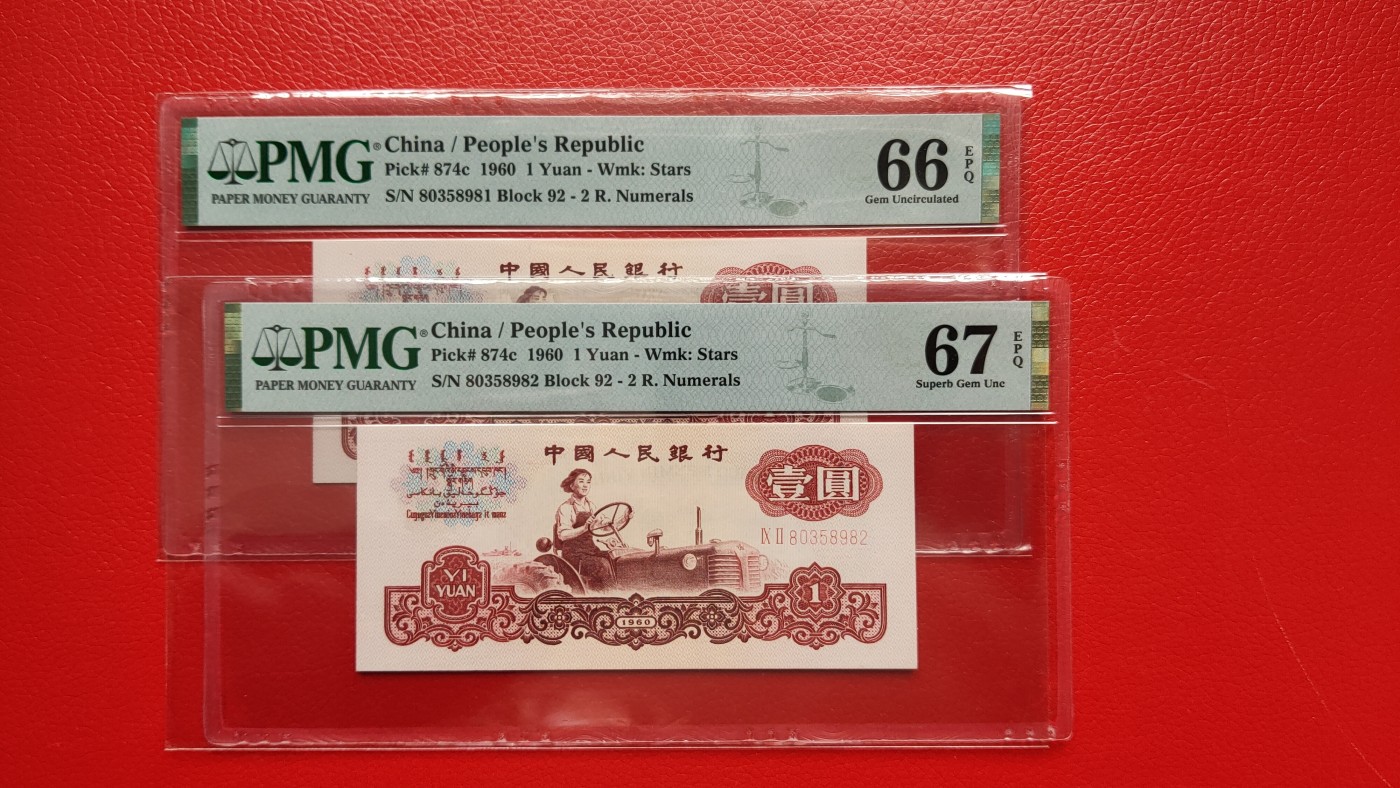 PMG®
PAPER MONEY GUARANTY
China / People's Republic
Pick# 874c 1960 1 Yuan - Wmk: Stars
S/N 80358981 Block 92 - 2 R. Numerals
66
EPQ
Gem Uncirculated
中國人民銀行
壹圓
PMG®
PAPER MONEY GUARANTY
China / People's Republic
Pick# 874c 1960 1 Yuan - Wmk: Stars
S/N 80358982 Block 92 - 2 R. Numerals
67
EPQ
Superb Gem Unc
中國人民銀行
壹圓
IX II 80358982
YI
YUAN
1960
1